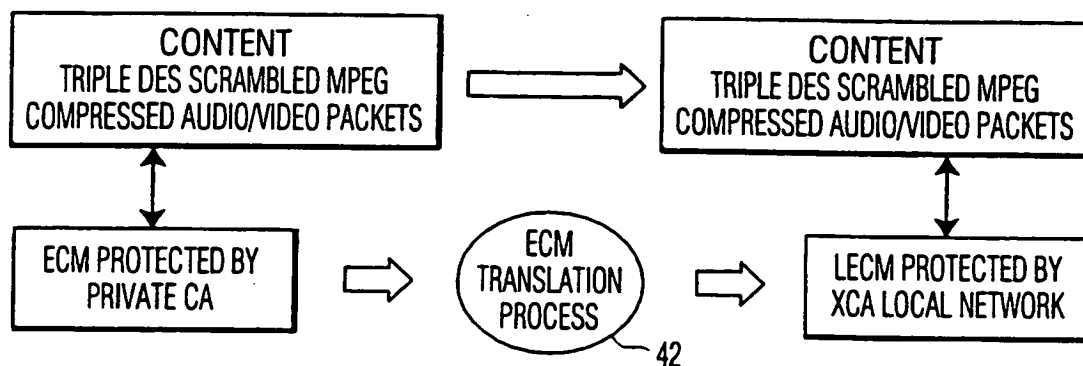 CONTENT
TRIPLE DES SCRAMBLED MPEG
COMPRESSED AUDIO/VIDEO PACKETS
CONTENT
TRIPLE DES SCRAMBLED MPEG
COMPRESSED AUDIO/VIDEO PACKETS
ECM PROTECTED BY
PRIVATE CA
ECM
TRANSLATION
PROCESS
42
LECM PROTECTED BY
XCA LOCAL NETWORK